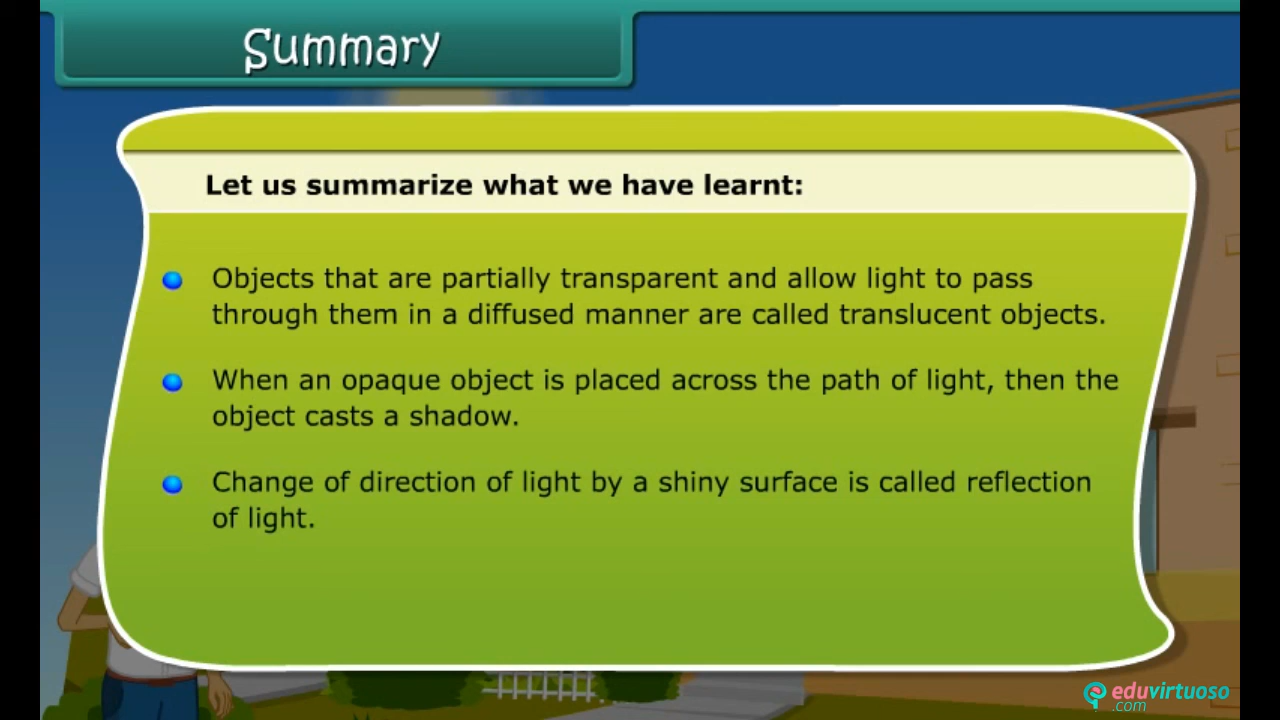 Summary
Let us summarize what we have learnt:
Objects that are partially transparent and allow light to pass
through them in a diffused manner are called translucent objects.
When an opaque object is placed across the path of light, then the
object casts a shadow.
Change of direction of light by a shiny surface is called reflection
of light.
eduvirtuoso
.com